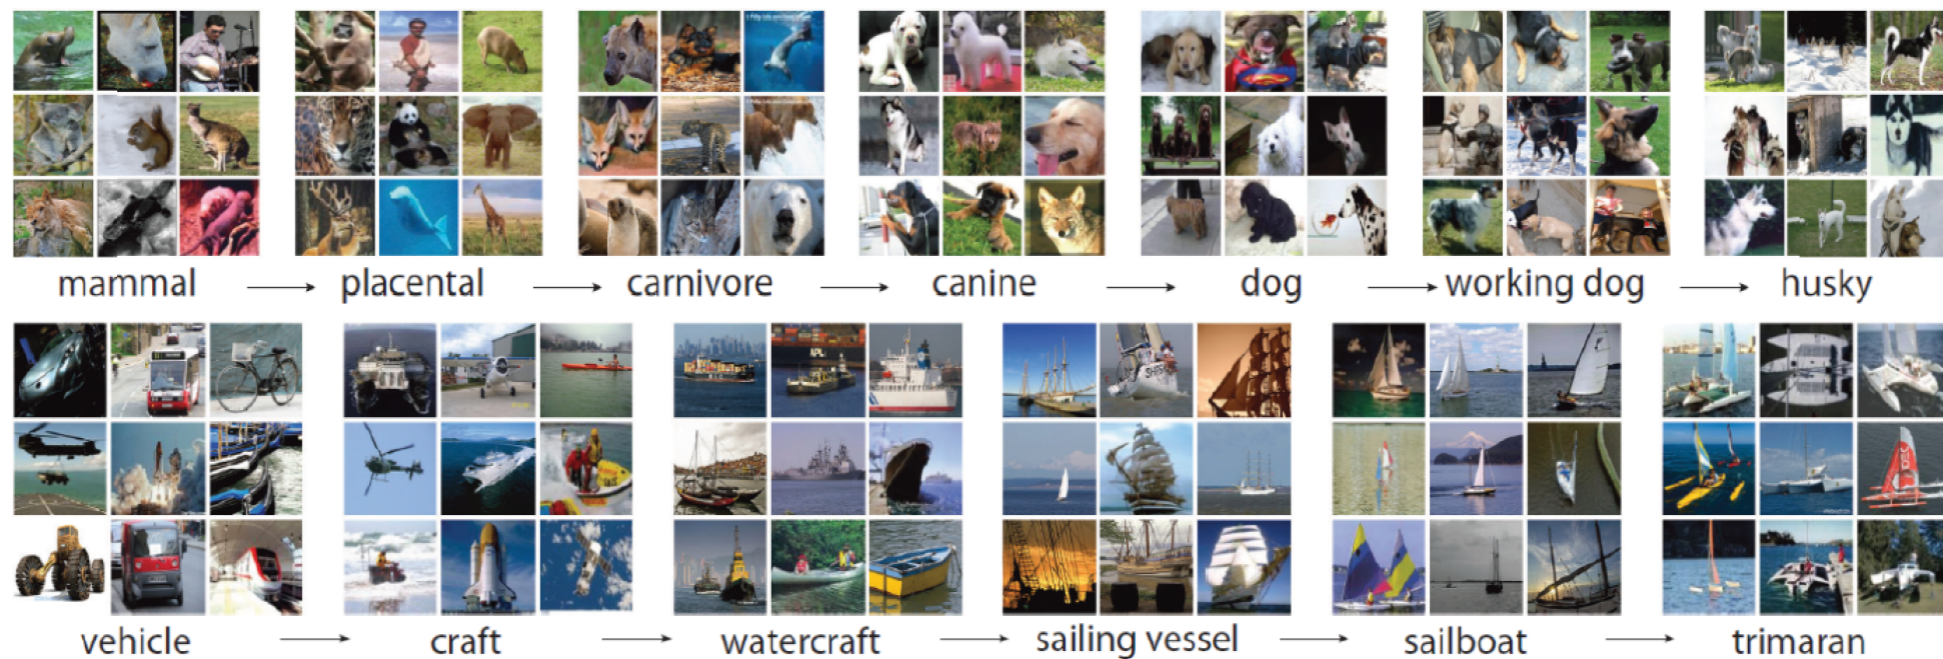 mammal → placental → carnivore → canine → dog → working dog → husky
vehicle → craft → watercraft → sailing vessel → sailboat → trimaran